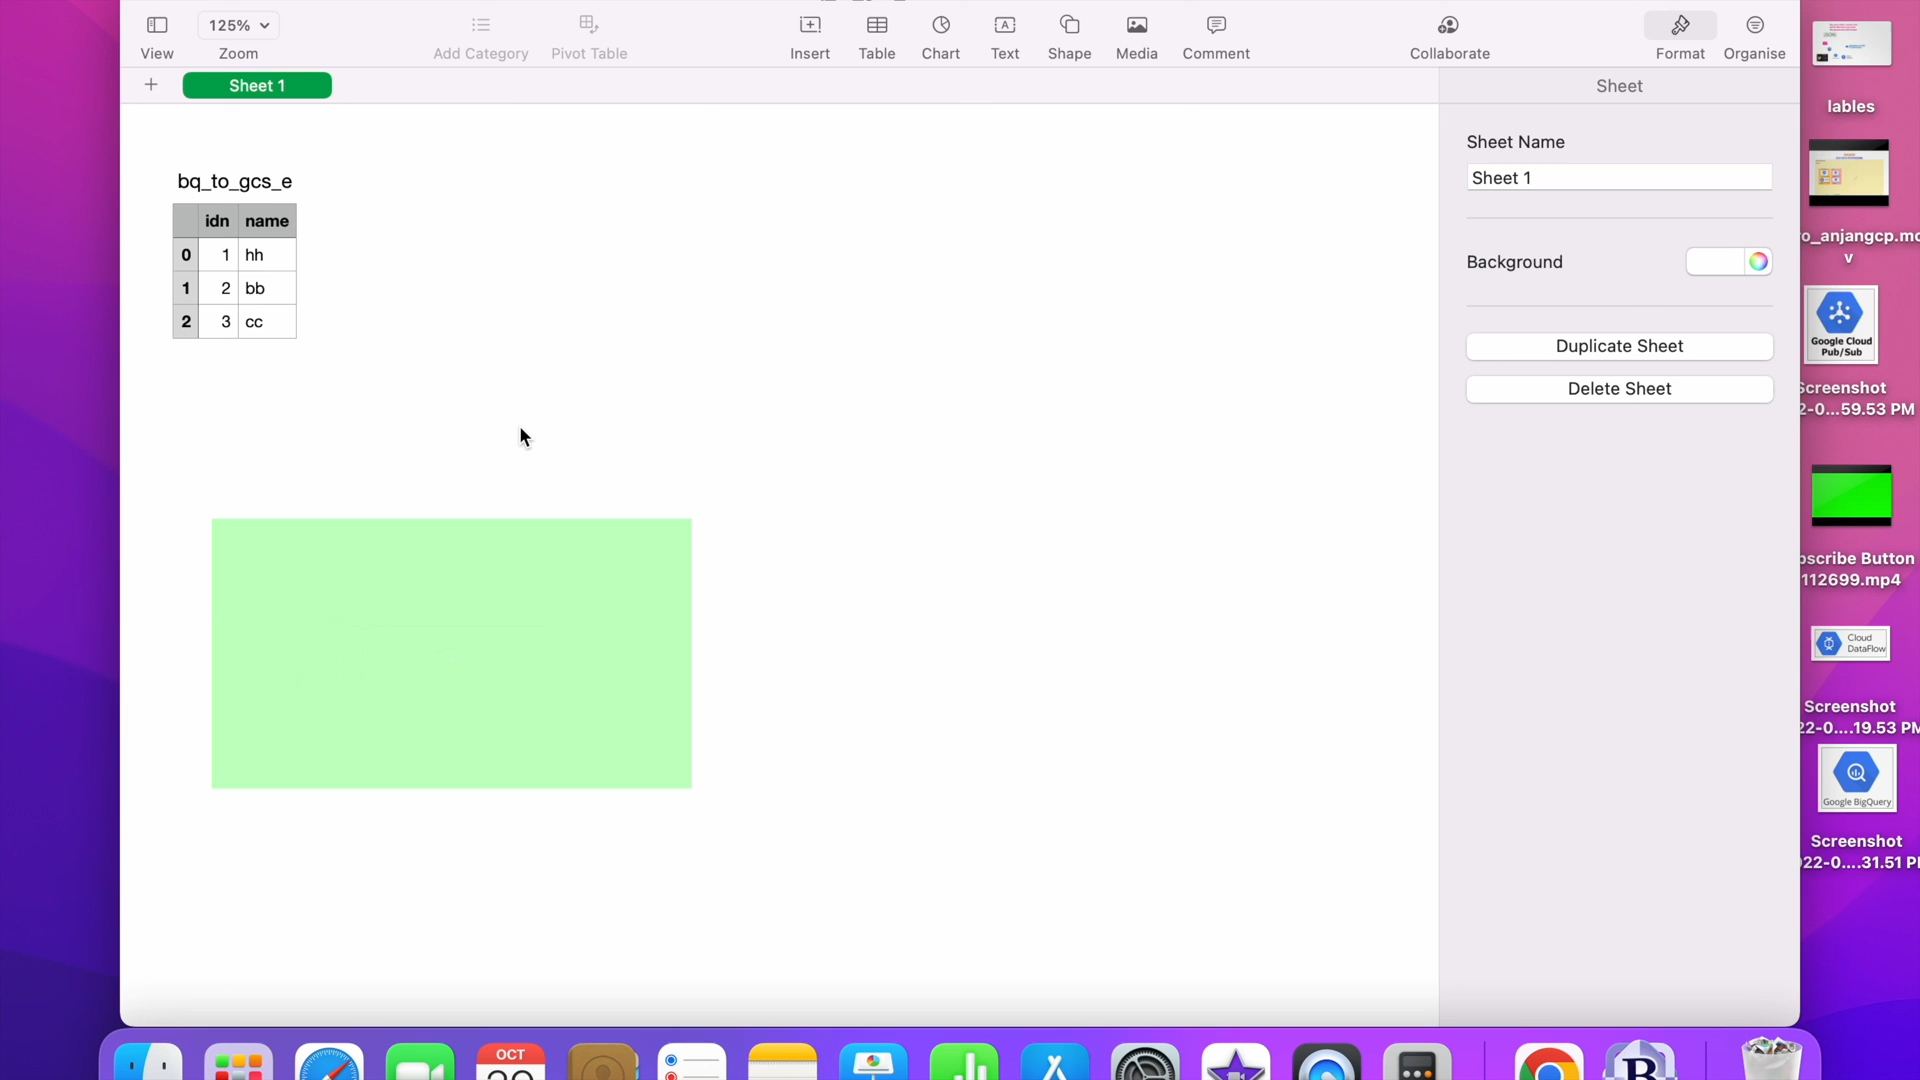 125%
View
Zoom
Add Category
Pivot Table
Insert
Table
Chart
Text
Shape
Media
Comment
Collaborate
Format
Organise
Sheet 1
Sheet
bq_to_gcs_e
idn name
0 1 hh
1 2 bb
2 3 cc
Sheet Name
Sheet 1
Background
Duplicate Sheet
Delete Sheet
lables
o_anjangcp.mo
v
Google Cloud
Pub/Sub
Screenshot
2-0...59.53 PM
bscribe Button
112699.mp4
Cloud
DataFlow
Screenshot
22-0....19.53 PM
Google BigQuery
Screenshot
22-0....31.51 P
OCT